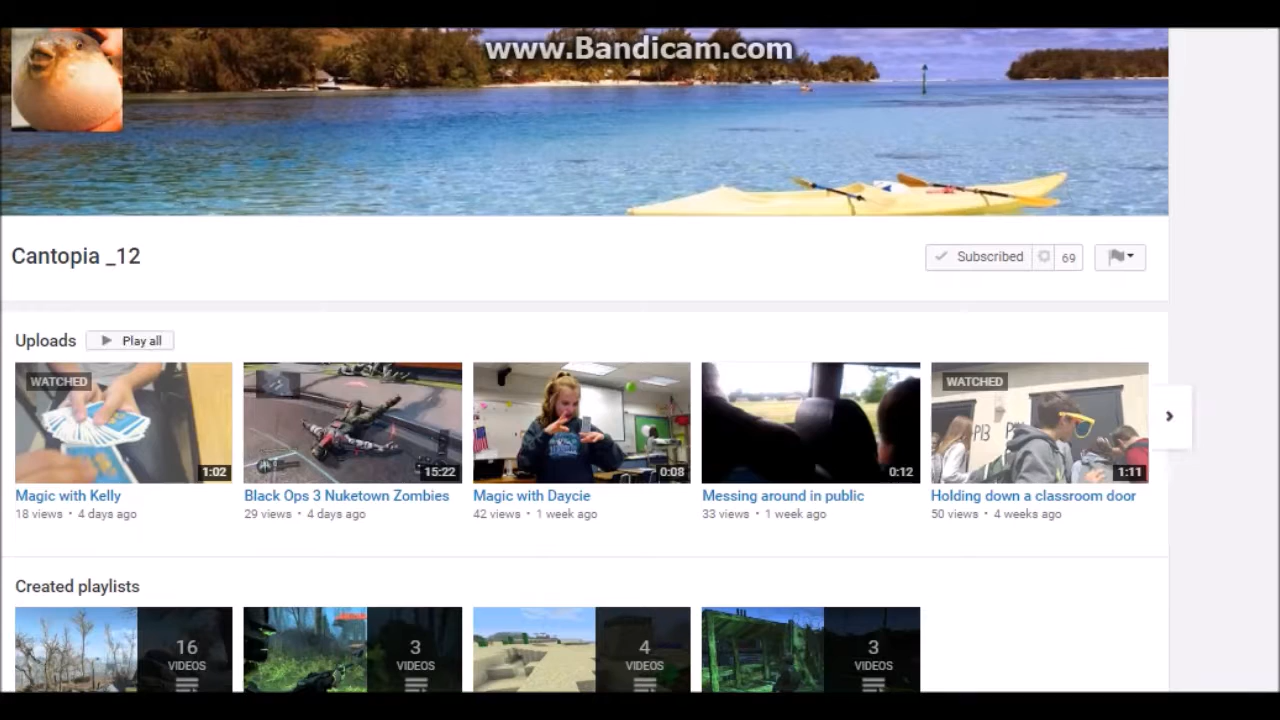 www.Bandicam.com
Cantopia _12
Subscribed 69
Uploads Play all
WATCHED
1:02
Magic with Kelly
18 views • 4 days ago
15:22
Black Ops 3 Nuketown Zombies
29 views • 4 days ago
0:08
Magic with Daycie
42 views • 1 week ago
0:12
Messing around in public
33 views • 1 week ago
WATCHED
P13
1:11
Holding down a classroom door
50 views • 4 weeks ago
Created playlists
16
VIDEOS
3
VIDEOS
4
VIDEOS
3
VIDEOS